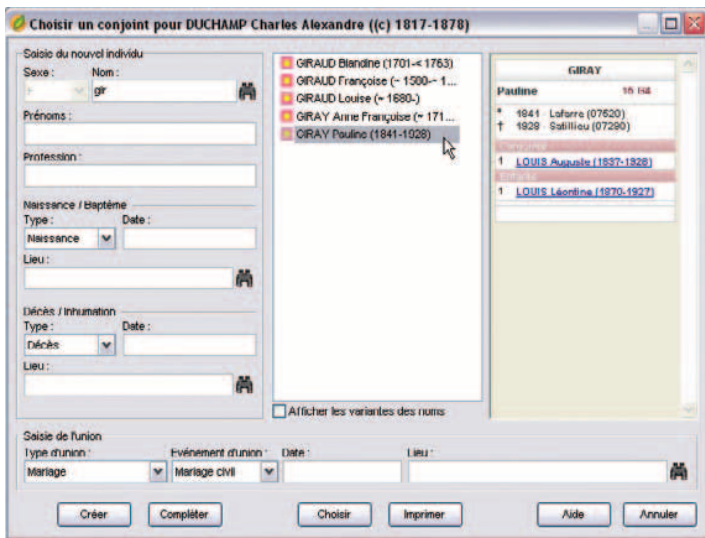 Choisir un conjoint pour DUCHAMP Charles Alexandre ((c) 1817-1878)
Saisie du nouvel individu
Sexe :
Nom :
F
gir
Prénoms :
Profession :
Naissance / Baptême
Type :
Date :
Naissance
Lieu :
Décès / Inhumation
Type :
Date :
Décès
Lieu :
GIRAUD Blandine (1701-< 1763)
GIRAUD Françoise (~ 1500-~ 1...
GIRAUD Louise (~ 1680-)
GIRAY Anne Françoise (~ 171...
GIRAY Pauline (1841-1928)
Afficher les variantes des noms
GIRAY
Pauline
* 1841 Lafarre (07520)
† 1928 Satillieu (07290)
Conjoint
1 LOUIS Auguste (1837-1928)
Enfants
1 LOUIS Léontine (1870-1927)
Saisie de l'union
Type d'union :
Evénement d'union :
Date :
Lieu :
Mariage
Mariage civil
Créer
Compléter
Choisir
Imprimer
Aide
Annuler